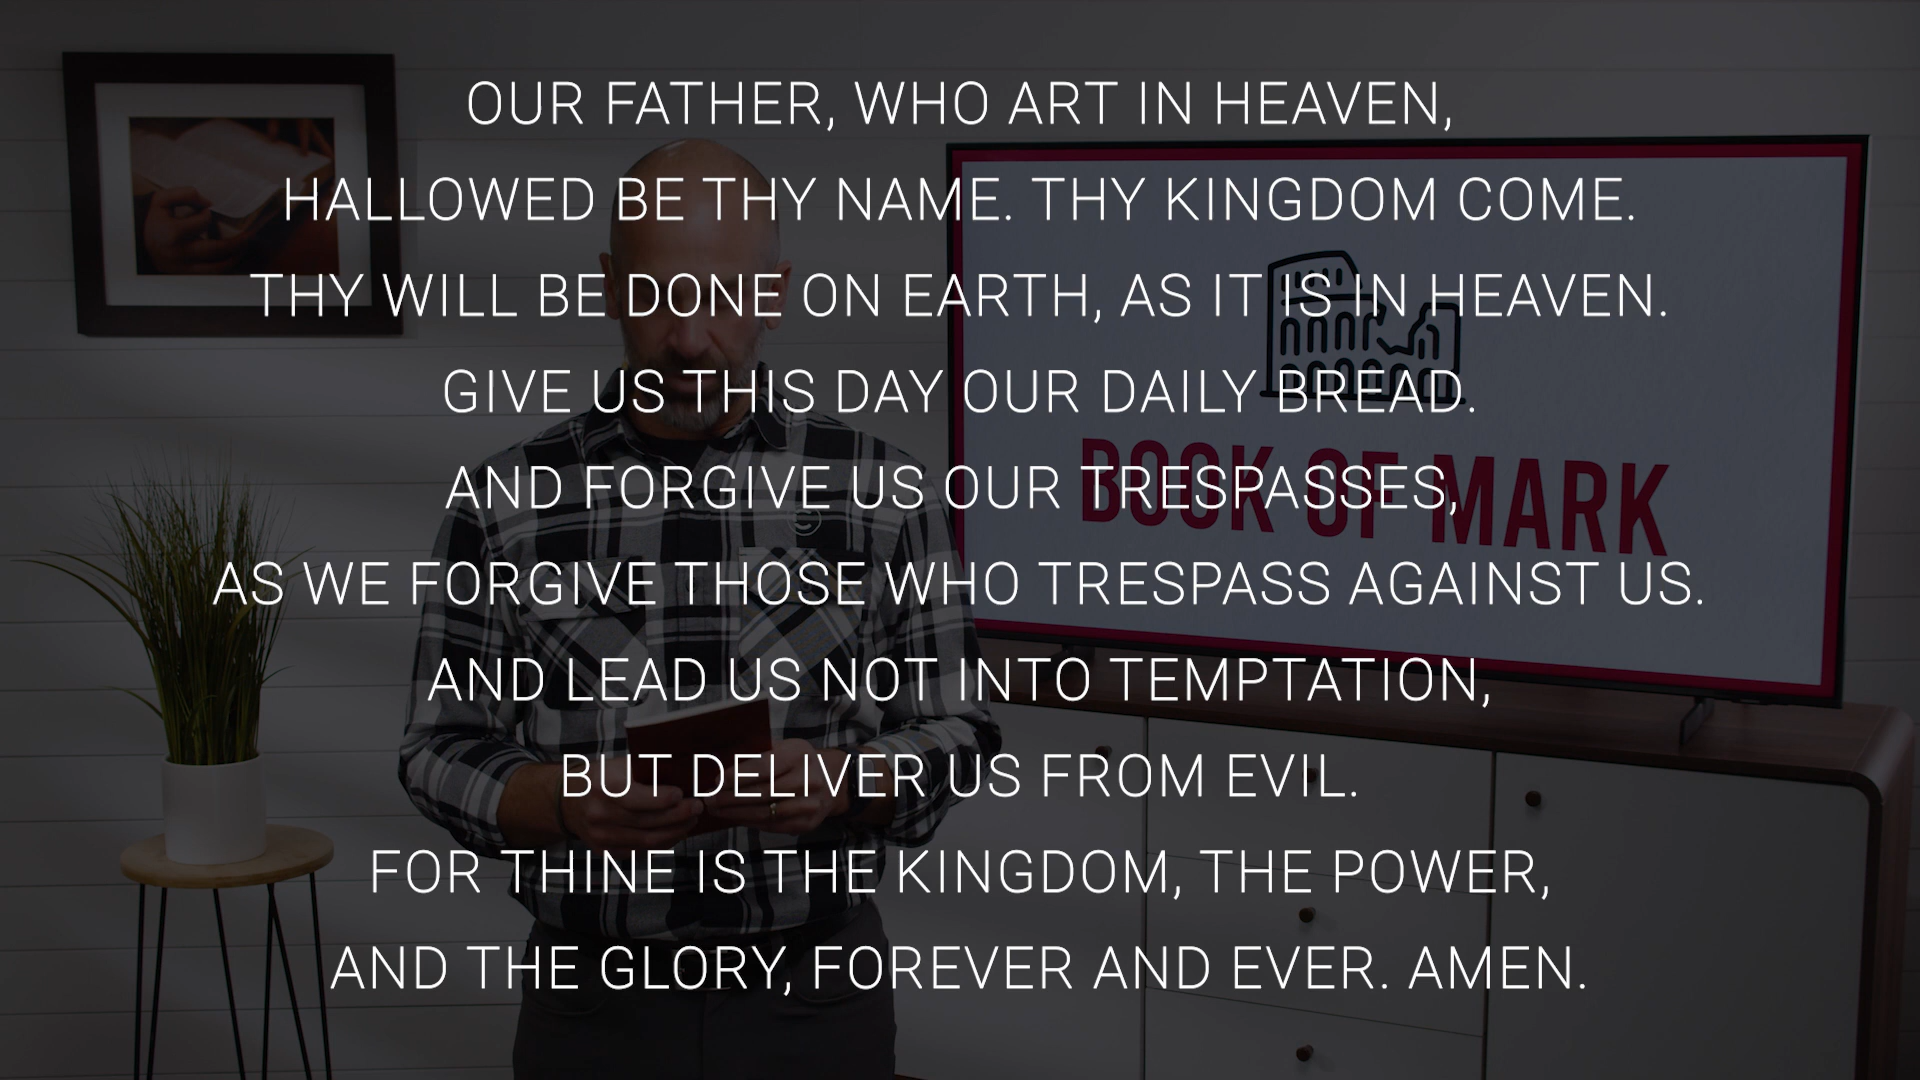 OUR FATHER, WHO ART IN HEAVEN,
HALLOWED BE THY NAME. THY KINGDOM COME.
THY WILL BE DONE ON EARTH, AS IT IS IN HEAVEN.
GIVE US THIS DAY OUR DAILY BREAD.
AND FORGIVE US OUR TRESPASSES,
AS WE FORGIVE THOSE WHO TRESPASS AGAINST US.
AND LEAD US NOT INTO TEMPTATION,
BUT DELIVER US FROM EVIL.
FOR THINE IS THE KINGDOM, THE POWER,
AND THE GLORY, FOREVER AND EVER. AMEN.
BOOK OF MARK